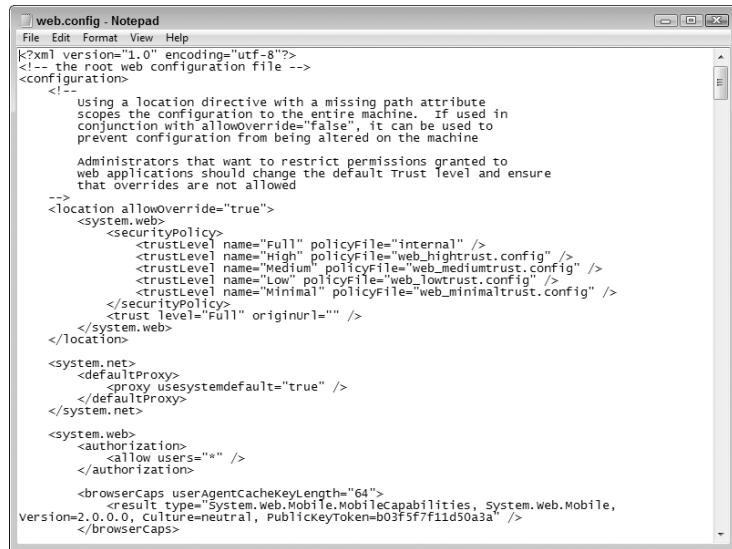 web.config - Notepad
File Edit Format View Help
<?xml version="1.0" encoding="utf-8"?>
<!-- the root web configuration file -->
<configuration>
    <!--
        Using a location directive with a missing path attribute
        scopes the configuration to the entire machine.  If used in
        conjunction with allowOverride="false", it can be used to
        prevent configuration from being altered on the machine

        Administrators that want to restrict permissions granted to
        web applications should change the default Trust level and ensure
        that overrides are not allowed
    -->
    <location allowOverride="true">
        <system.web>
            <securityPolicy>
                <trustLevel name="Full" policyFile="internal" />
                <trustLevel name="High" policyFile="web_hightrust.config" />
                <trustLevel name="Medium" policyFile="web_mediumtrust.config" />
                <trustLevel name="Low" policyFile="web_lowtrust.config" />
                <trustLevel name="Minimal" policyFile="web_minimaltrust.config" />
            </securityPolicy>
            <trust level="Full" originUrl="" />
        </system.web>
    </location>

    <system.net>
        <defaultProxy>
            <proxy usesystemdefault="true" />
        </defaultProxy>
    </system.net>

    <system.web>
        <authorization>
            <allow users="*" />
        </authorization>

        <browserCaps userAgentCacheKeyLength="64">
            <result type="System.Web.Mobile.MobileCapabilities, System.Web.Mobile,
Version=2.0.0.0, Culture=neutral, PublicKeyToken=b03f5f7f11d50a3a" />
        </browserCaps>